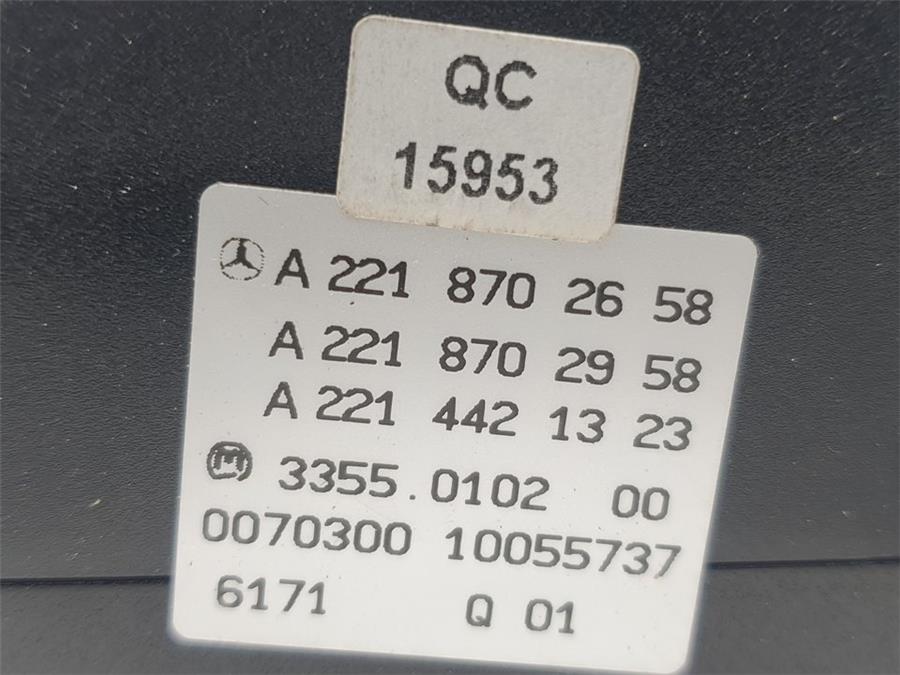 QC
15953
A 221 870 26 58
A 221 870 29 58
A 221 442 13 23
M 3355.0102 00
0070300 10055737
6171 Q 01